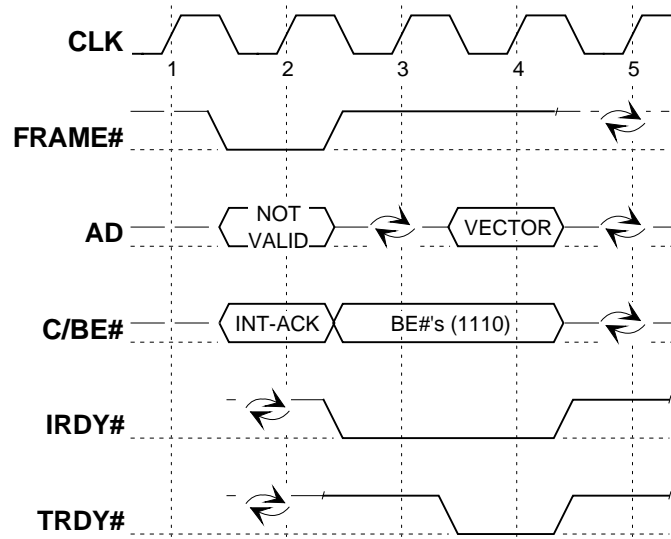 CLK
1 2 3 4 5
FRAME#
AD
NOT
VALID
VECTOR
C/BE#
INT-ACK
BE#'s (1110)
IRDY#
TRDY#